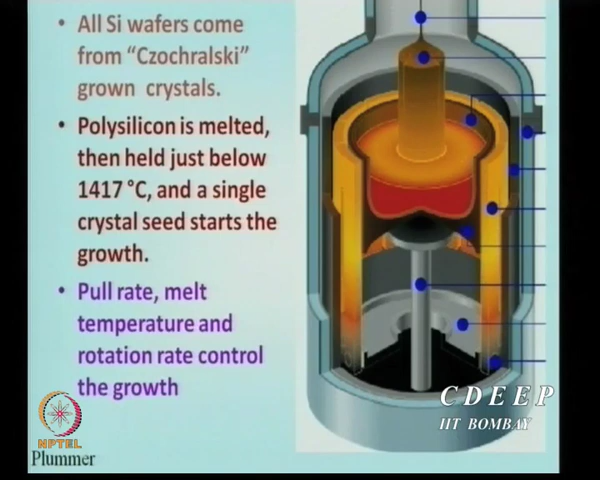 • All Si wafers come
from “Czochralski”
grown crystals.
• Polysilicon is melted,
then held just below
1417 °C, and a single
crystal seed starts the
growth.
• Pull rate, melt
temperature and
rotation rate control
the growth
NPTEL
Plummer
CDEEP
IIT BOMBAY